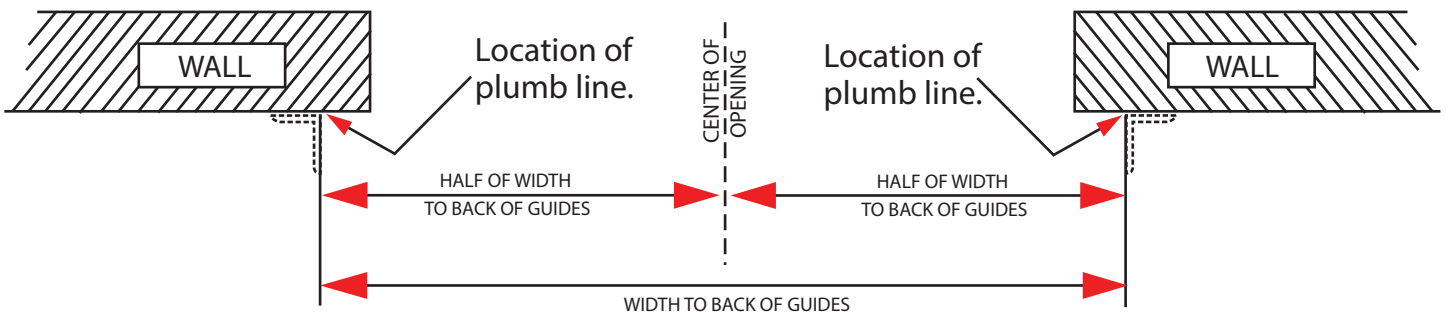 WALL
Location of
plumb line.
CENTER OF
OPENING
Location of
plumb line.
WALL
HALF OF WIDTH
TO BACK OF GUIDES
HALF OF WIDTH
TO BACK OF GUIDES
WIDTH TO BACK OF GUIDES